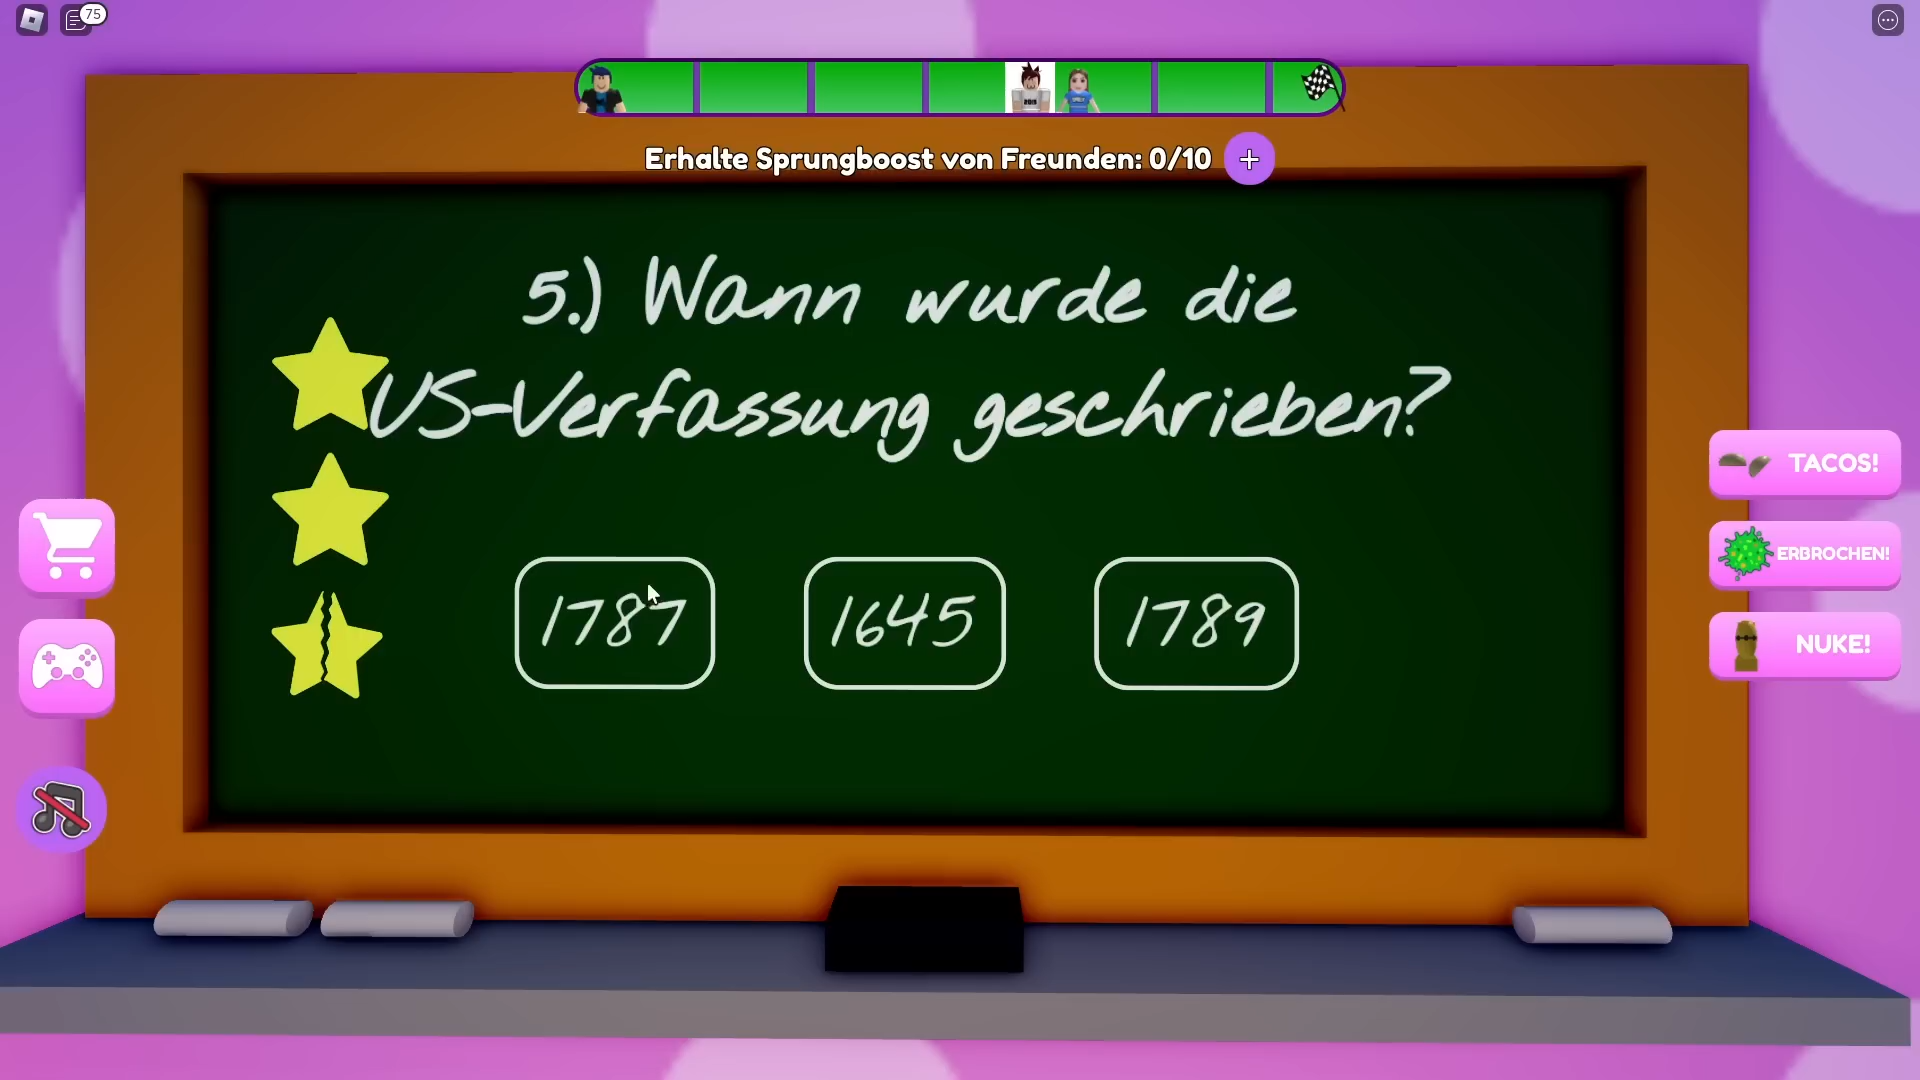 75
Erhalte Sprungboost von Freunden: 0/10 +
5.) Wann wurde die
US-Verfassung geschrieben?
1787 1645 1789
TACOS!
ERBROCHEN!
NUKE!